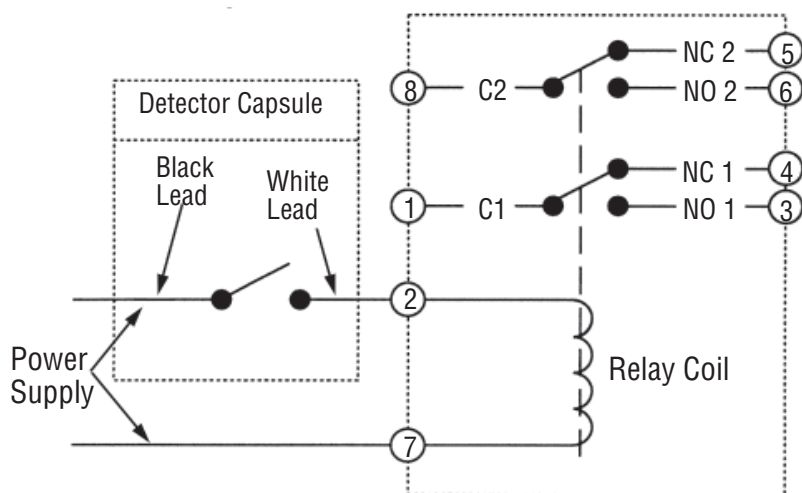 Detector Capsule
Black
Lead
White
Lead
Power
Supply
8
C2
NC 2
5
NO 2
6
1
C1
NC 1
4
NO 1
3
2
Relay Coil
7